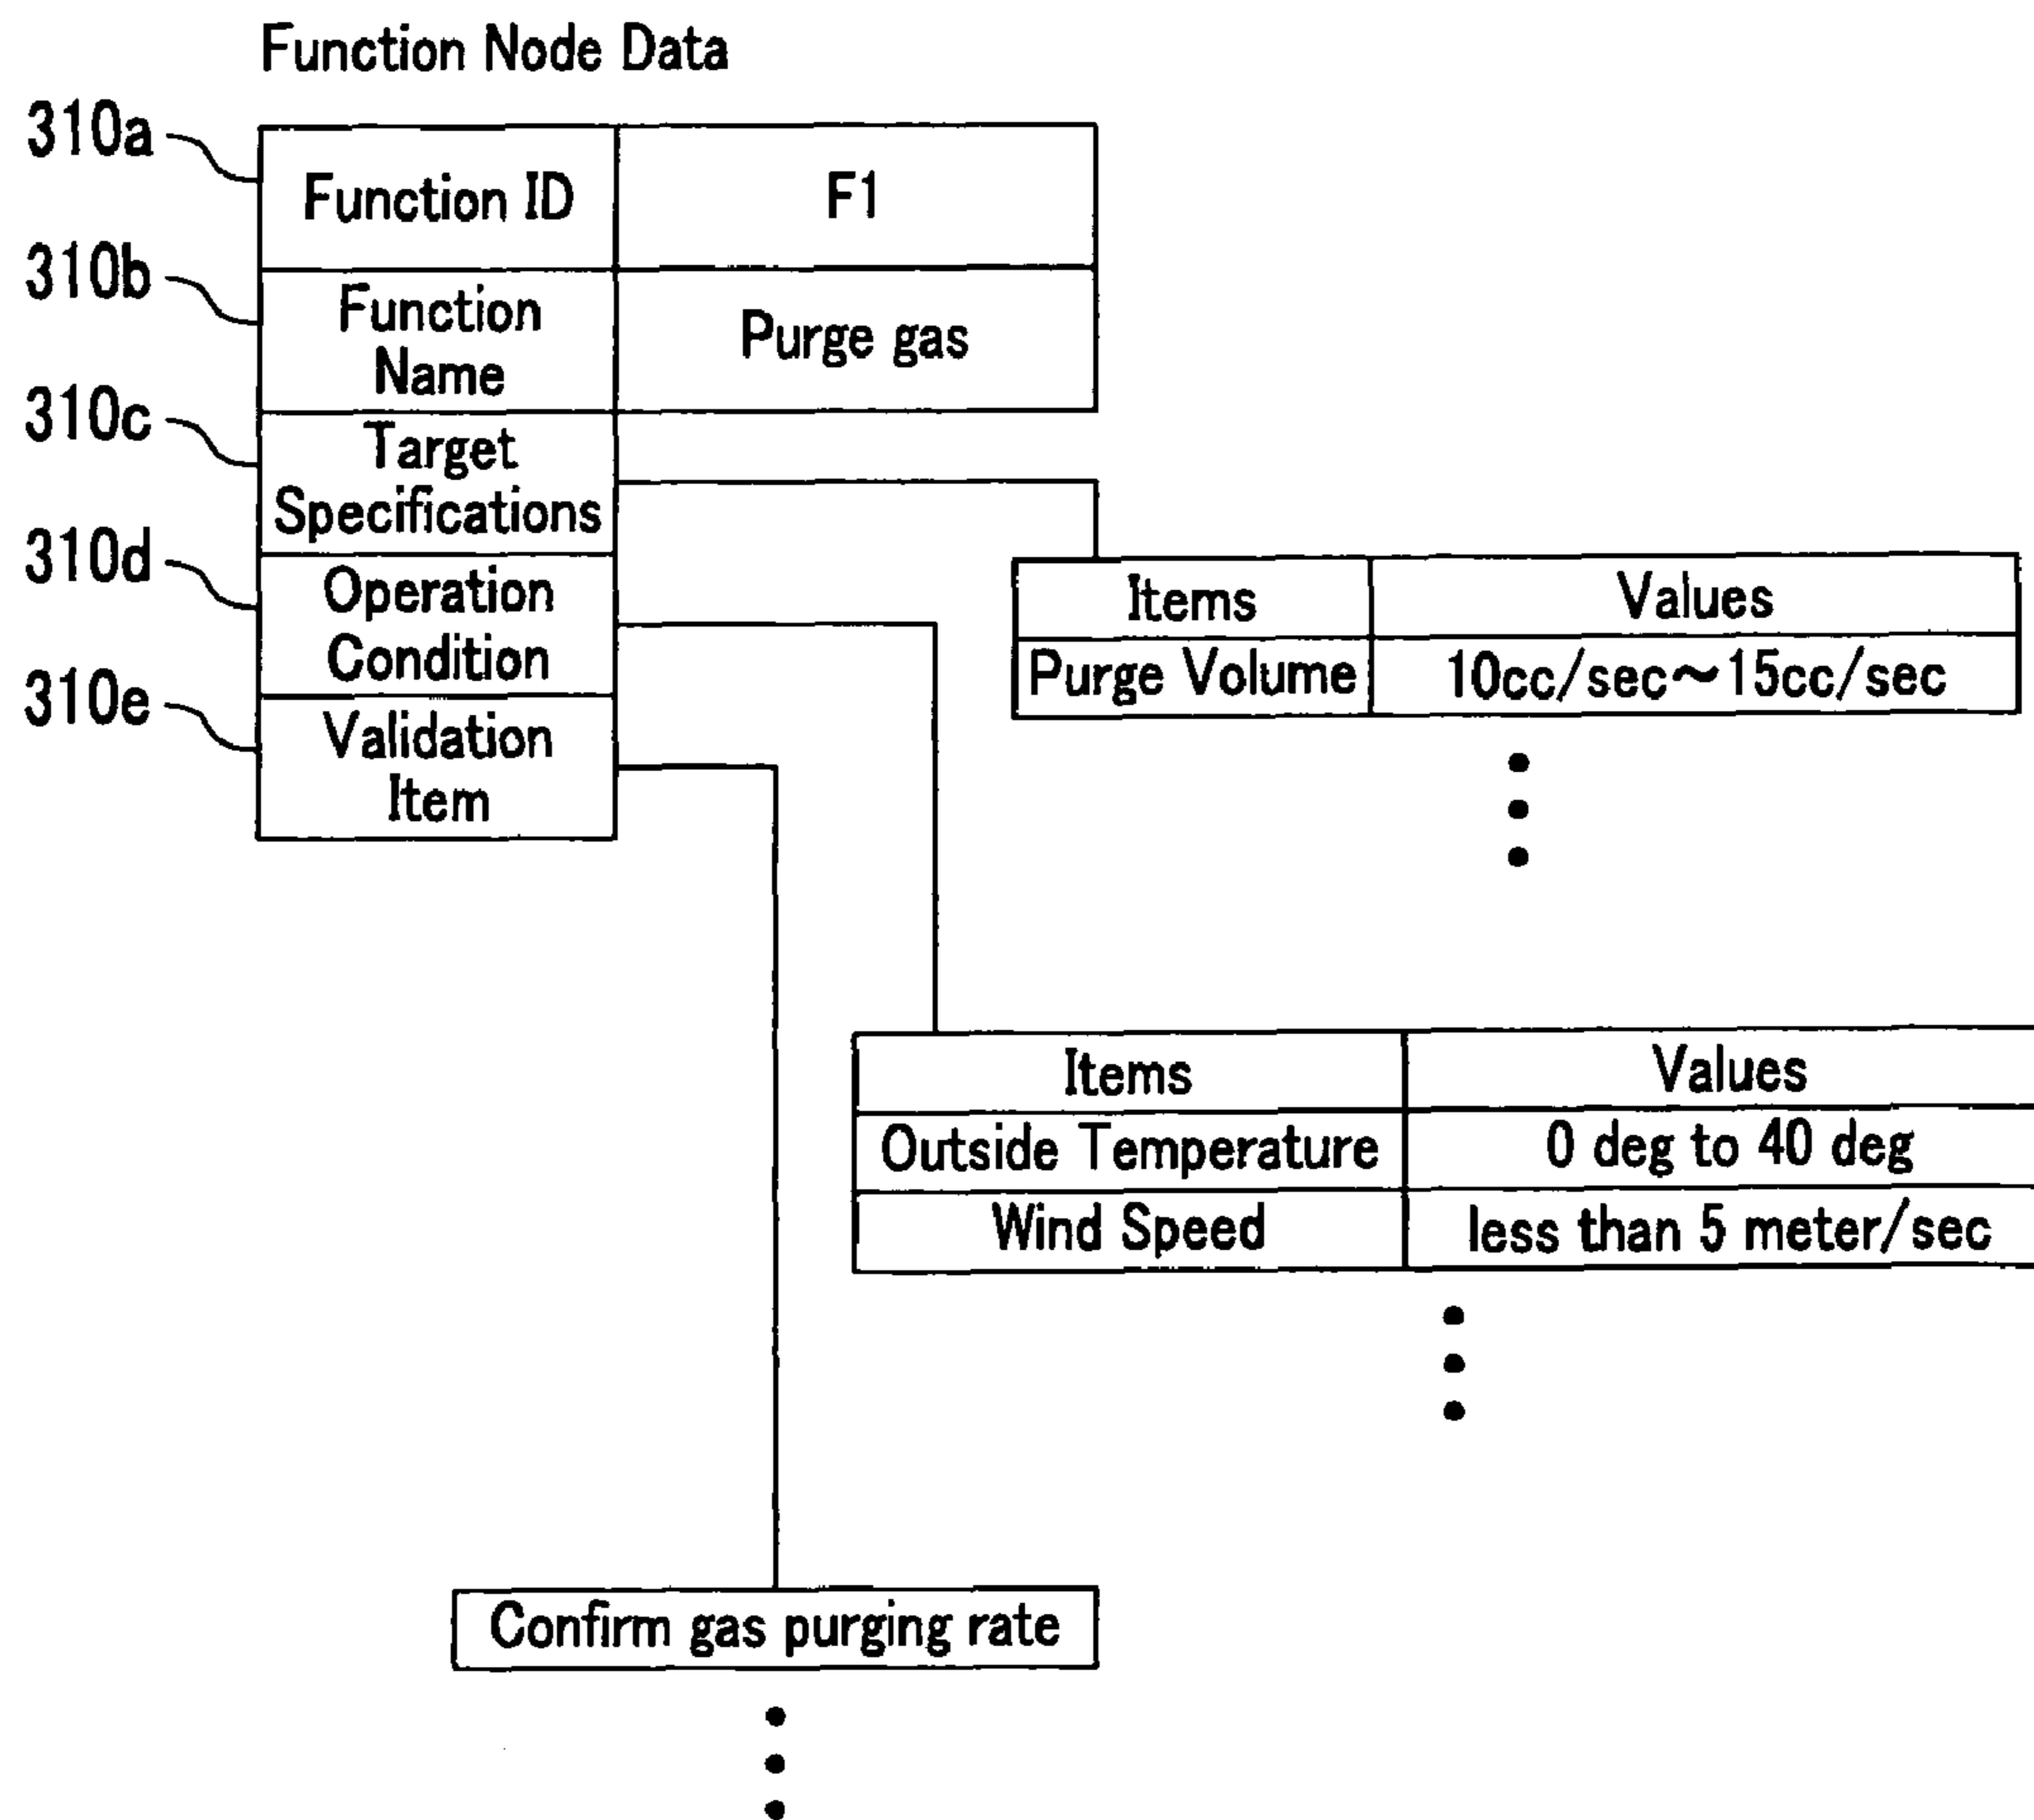 Function Node Data
310a
Function ID
F1
310b
Function
Name
Purge gas
310c
Target
Specifications
310d
Operation
Condition
310e
Validation
Item
Items
Values
Purge Volume
10cc/sec～15cc/sec
Items
Values
Outside Temperature
0 deg to 40 deg
Wind Speed
less than 5 meter/sec
Confirm gas purging rate